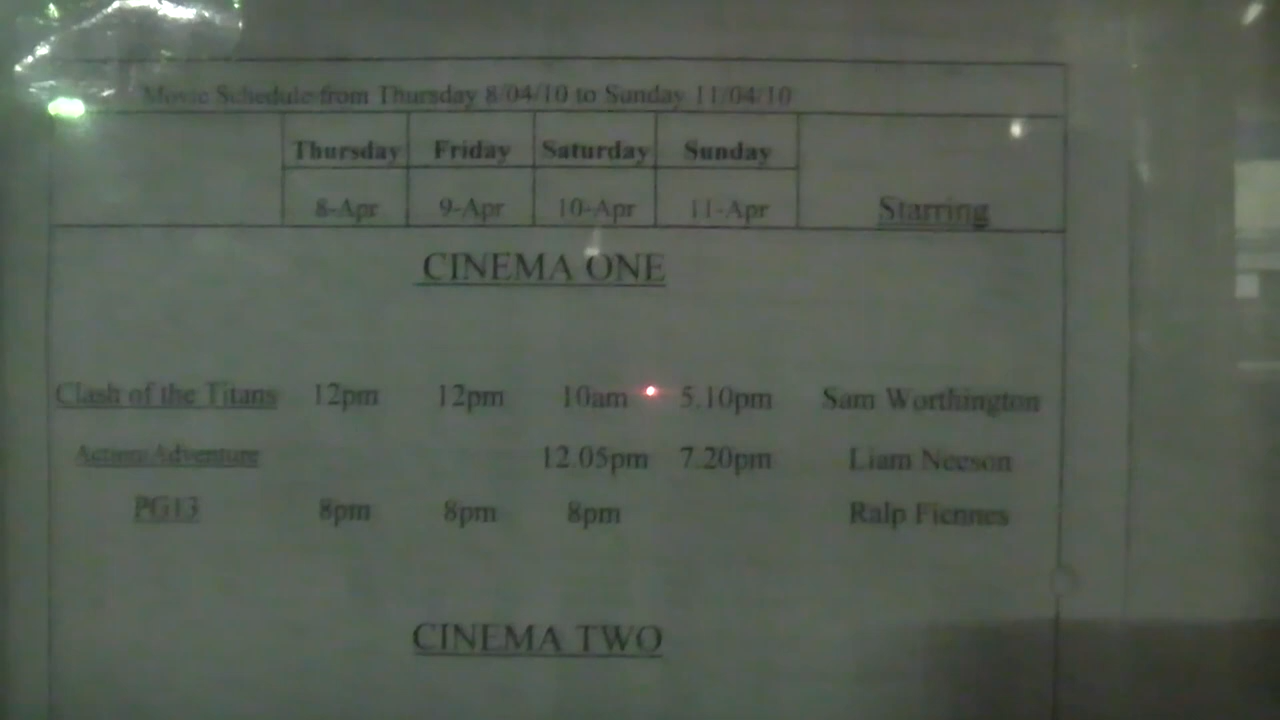 Movie Schedule from Thursday 8/04/10 to Sunday 11/04/10
Thursday Friday Saturday Sunday
8-Apr 9-Apr 10-Apr 11-Apr Starring
CINEMA ONE
Clash of the Titans 12pm 12pm 10am 5.10pm Sam Worthington
Action/Adventure 12.05pm 7.20pm Liam Neeson
PG13 8pm 8pm 8pm Ralp Fiennes
CINEMA TWO